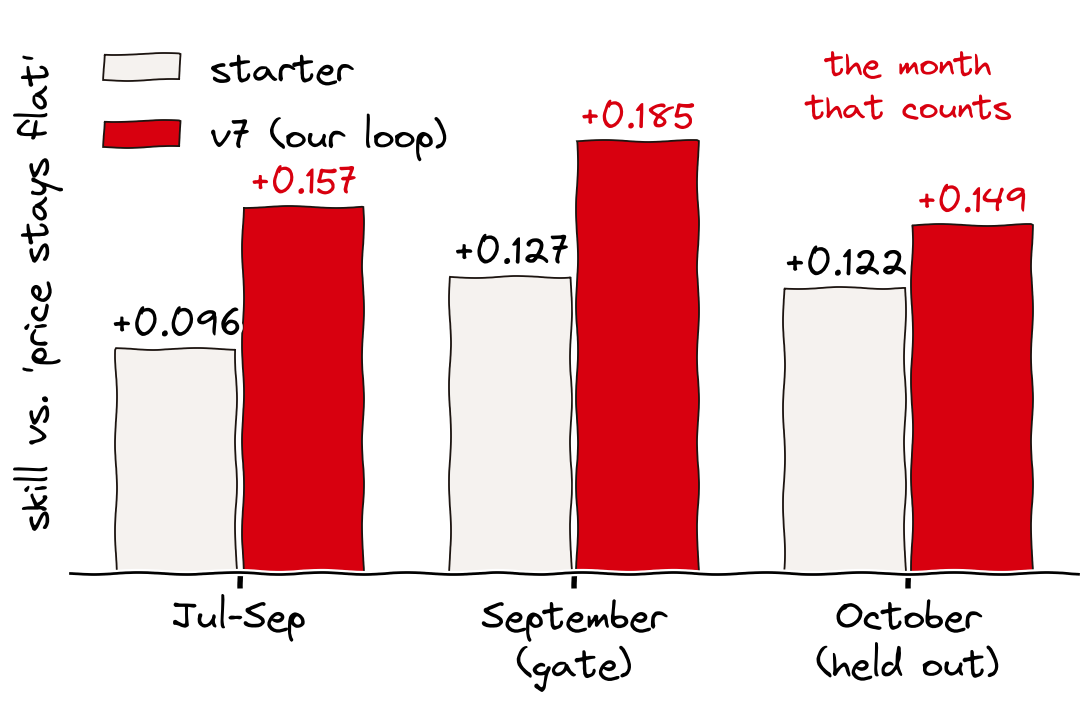 skill vs. 'price stays flat'
starter
v7 (our loop)
the month
that counts
+0.096
+0.157
+0.127
+0.185
+0.122
+0.149
Jul-Sep
September
(gate)
October
(held out)